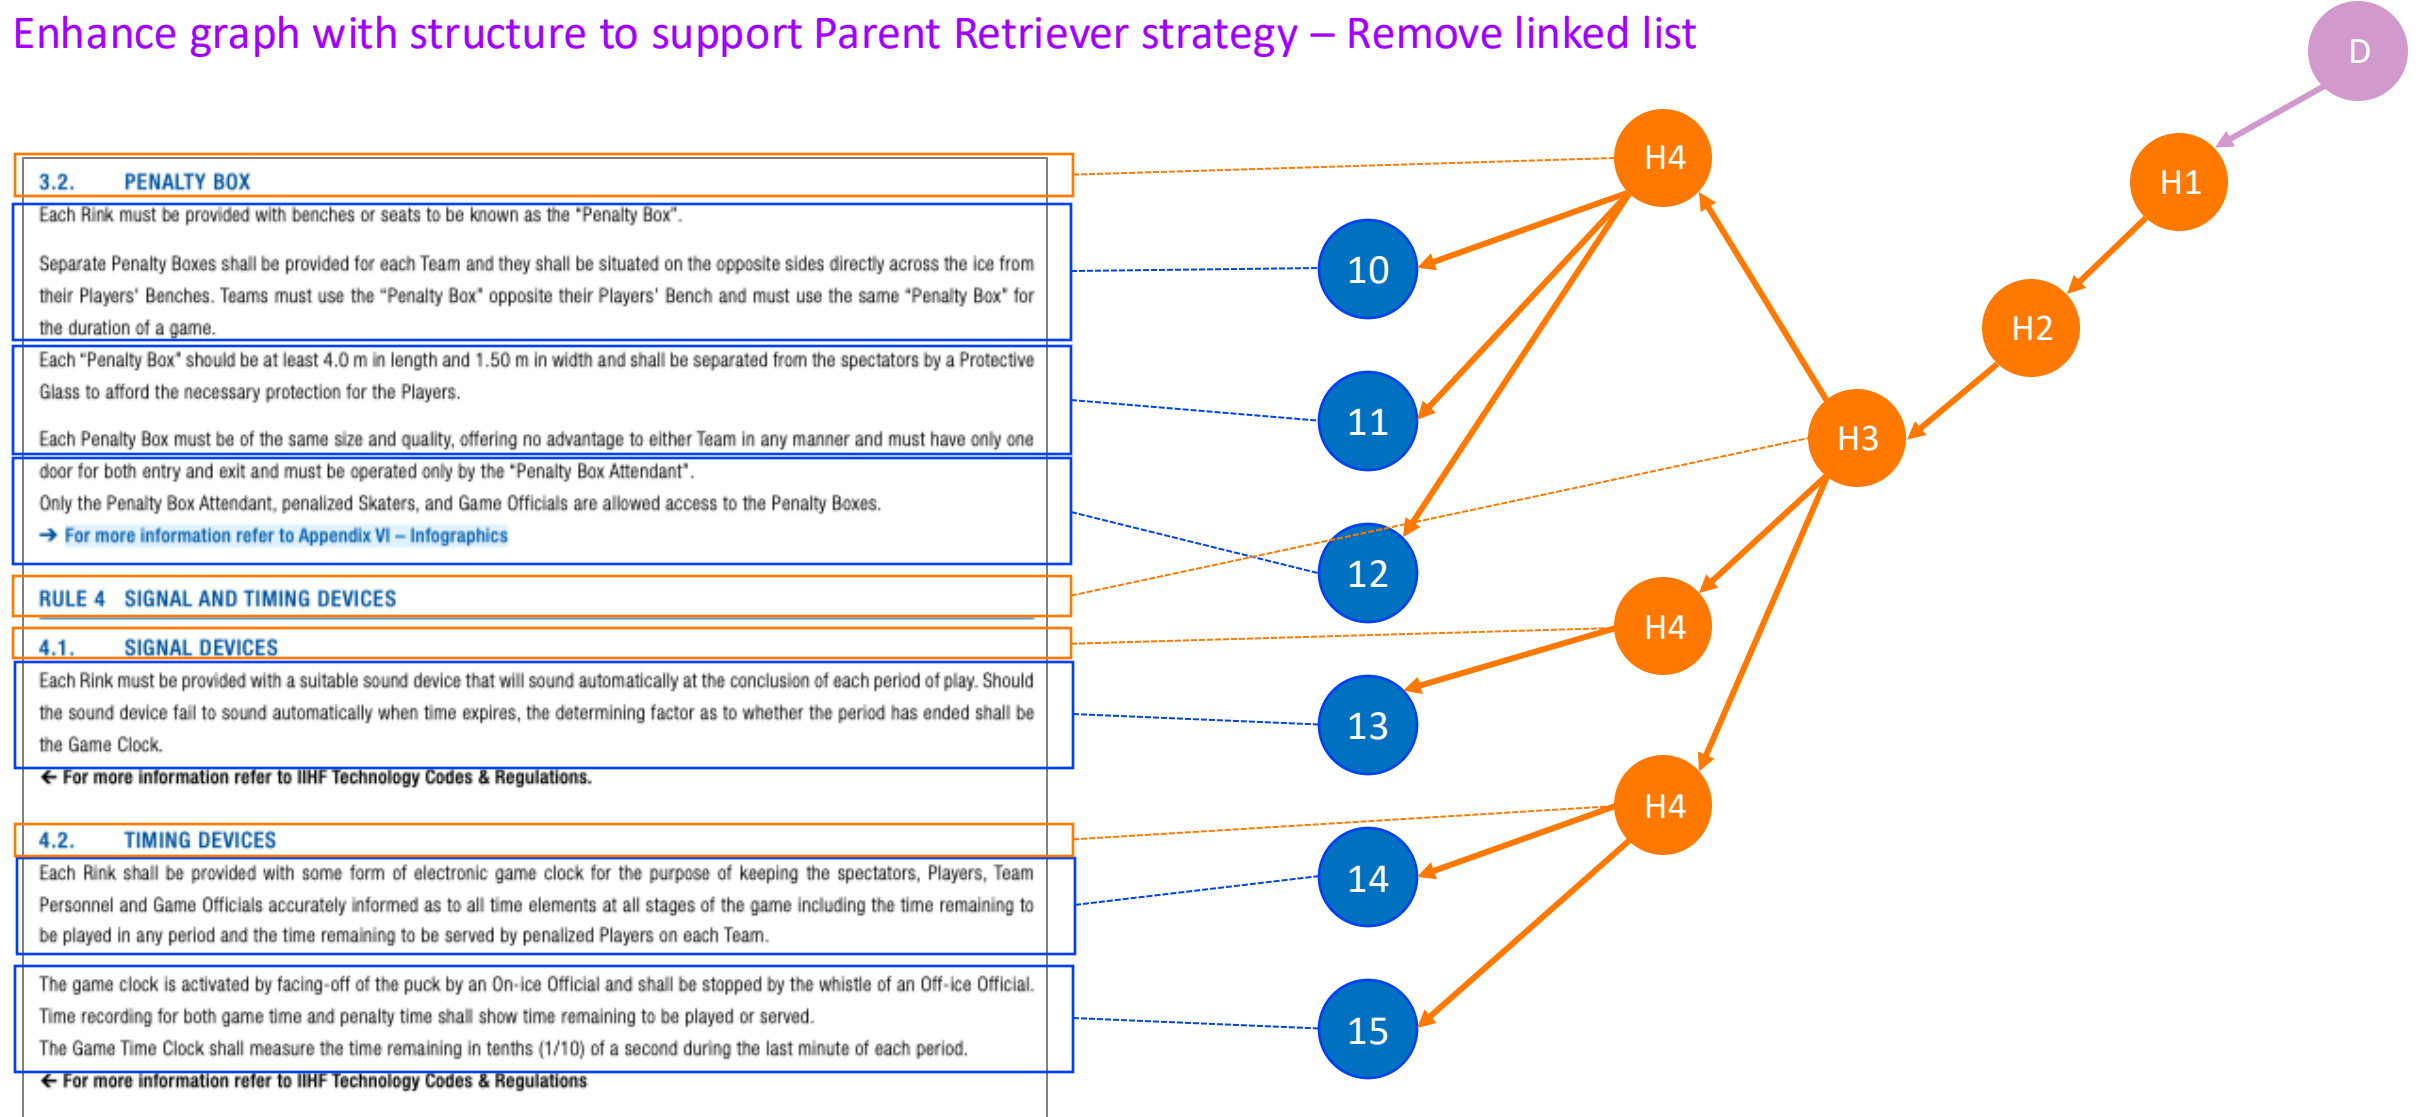 Enhance graph with structure to support Parent Retriever strategy – Remove linked list
D
H1
H2
H3
H4
H4
H4
10
11
12
13
14
15
3.2. PENALTY BOX
Each Rink must be provided with benches or seats to be known as the “Penalty Box”.
Separate Penalty Boxes shall be provided for each Team and they shall be situated on the opposite sides directly across the ice from
their Players’ Benches. Teams must use the “Penalty Box” opposite their Players’ Bench and must use the same “Penalty Box” for
the duration of a game.
Each “Penalty Box” should be at least 4.0 m in length and 1.50 m in width and shall be separated from the spectators by a Protective
Glass to afford the necessary protection for the Players.
Each Penalty Box must be of the same size and quality, offering no advantage to either Team in any manner and must have only one
door for both entry and exit and must be operated only by the “Penalty Box Attendant”.
Only the Penalty Box Attendant, penalized Skaters, and Game Officials are allowed access to the Penalty Boxes.
→ For more information refer to Appendix VI – Infographics
RULE 4 SIGNAL AND TIMING DEVICES
4.1. SIGNAL DEVICES
Each Rink must be provided with a suitable sound device that will sound automatically at the conclusion of each period of play. Should
the sound device fail to sound automatically when time expires, the determining factor as to whether the period has ended shall be
the Game Clock.
← For more information refer to IIHF Technology Codes & Regulations.
4.2. TIMING DEVICES
Each Rink shall be provided with some form of electronic game clock for the purpose of keeping the spectators, Players, Team
Personnel and Game Officials accurately informed as to all time elements at all stages of the game including the time remaining to
be played in any period and the time remaining to be served by penalized Players on each Team.
The game clock is activated by facing-off of the puck by an On-ice Official and shall be stopped by the whistle of an Off-ice Official.
Time recording for both game time and penalty time shall show time remaining to be played or served.
The Game Time Clock shall measure the time remaining in tenths (1/10) of a second during the last minute of each period.
← For more information refer to IIHF Technology Codes & Regulations